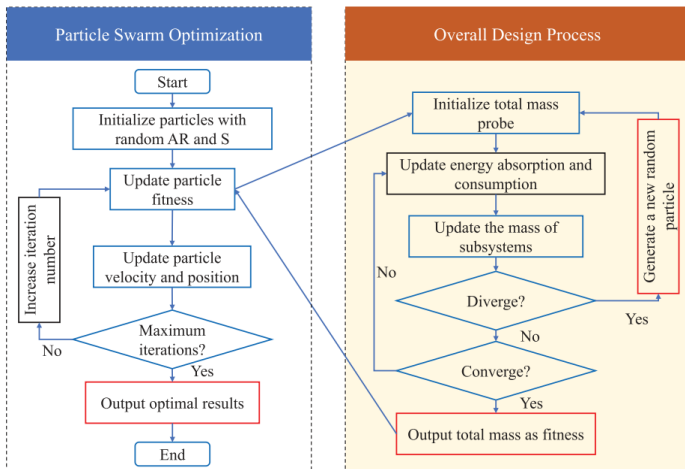 Particle Swarm Optimization
Start
Initialize particles with
random AR and S
Update particle
fitness
Update particle
velocity and position
Increase iteration
number
Maximum
iterations?
No
Yes
Output optimal results
End
Overall Design Process
Initialize total mass
probe
Update energy absorption and
consumption
Update the mass of
subsystems
Generate a new random
particle
No
Diverge?
Yes
No
Converge?
Yes
Output total mass as fitness